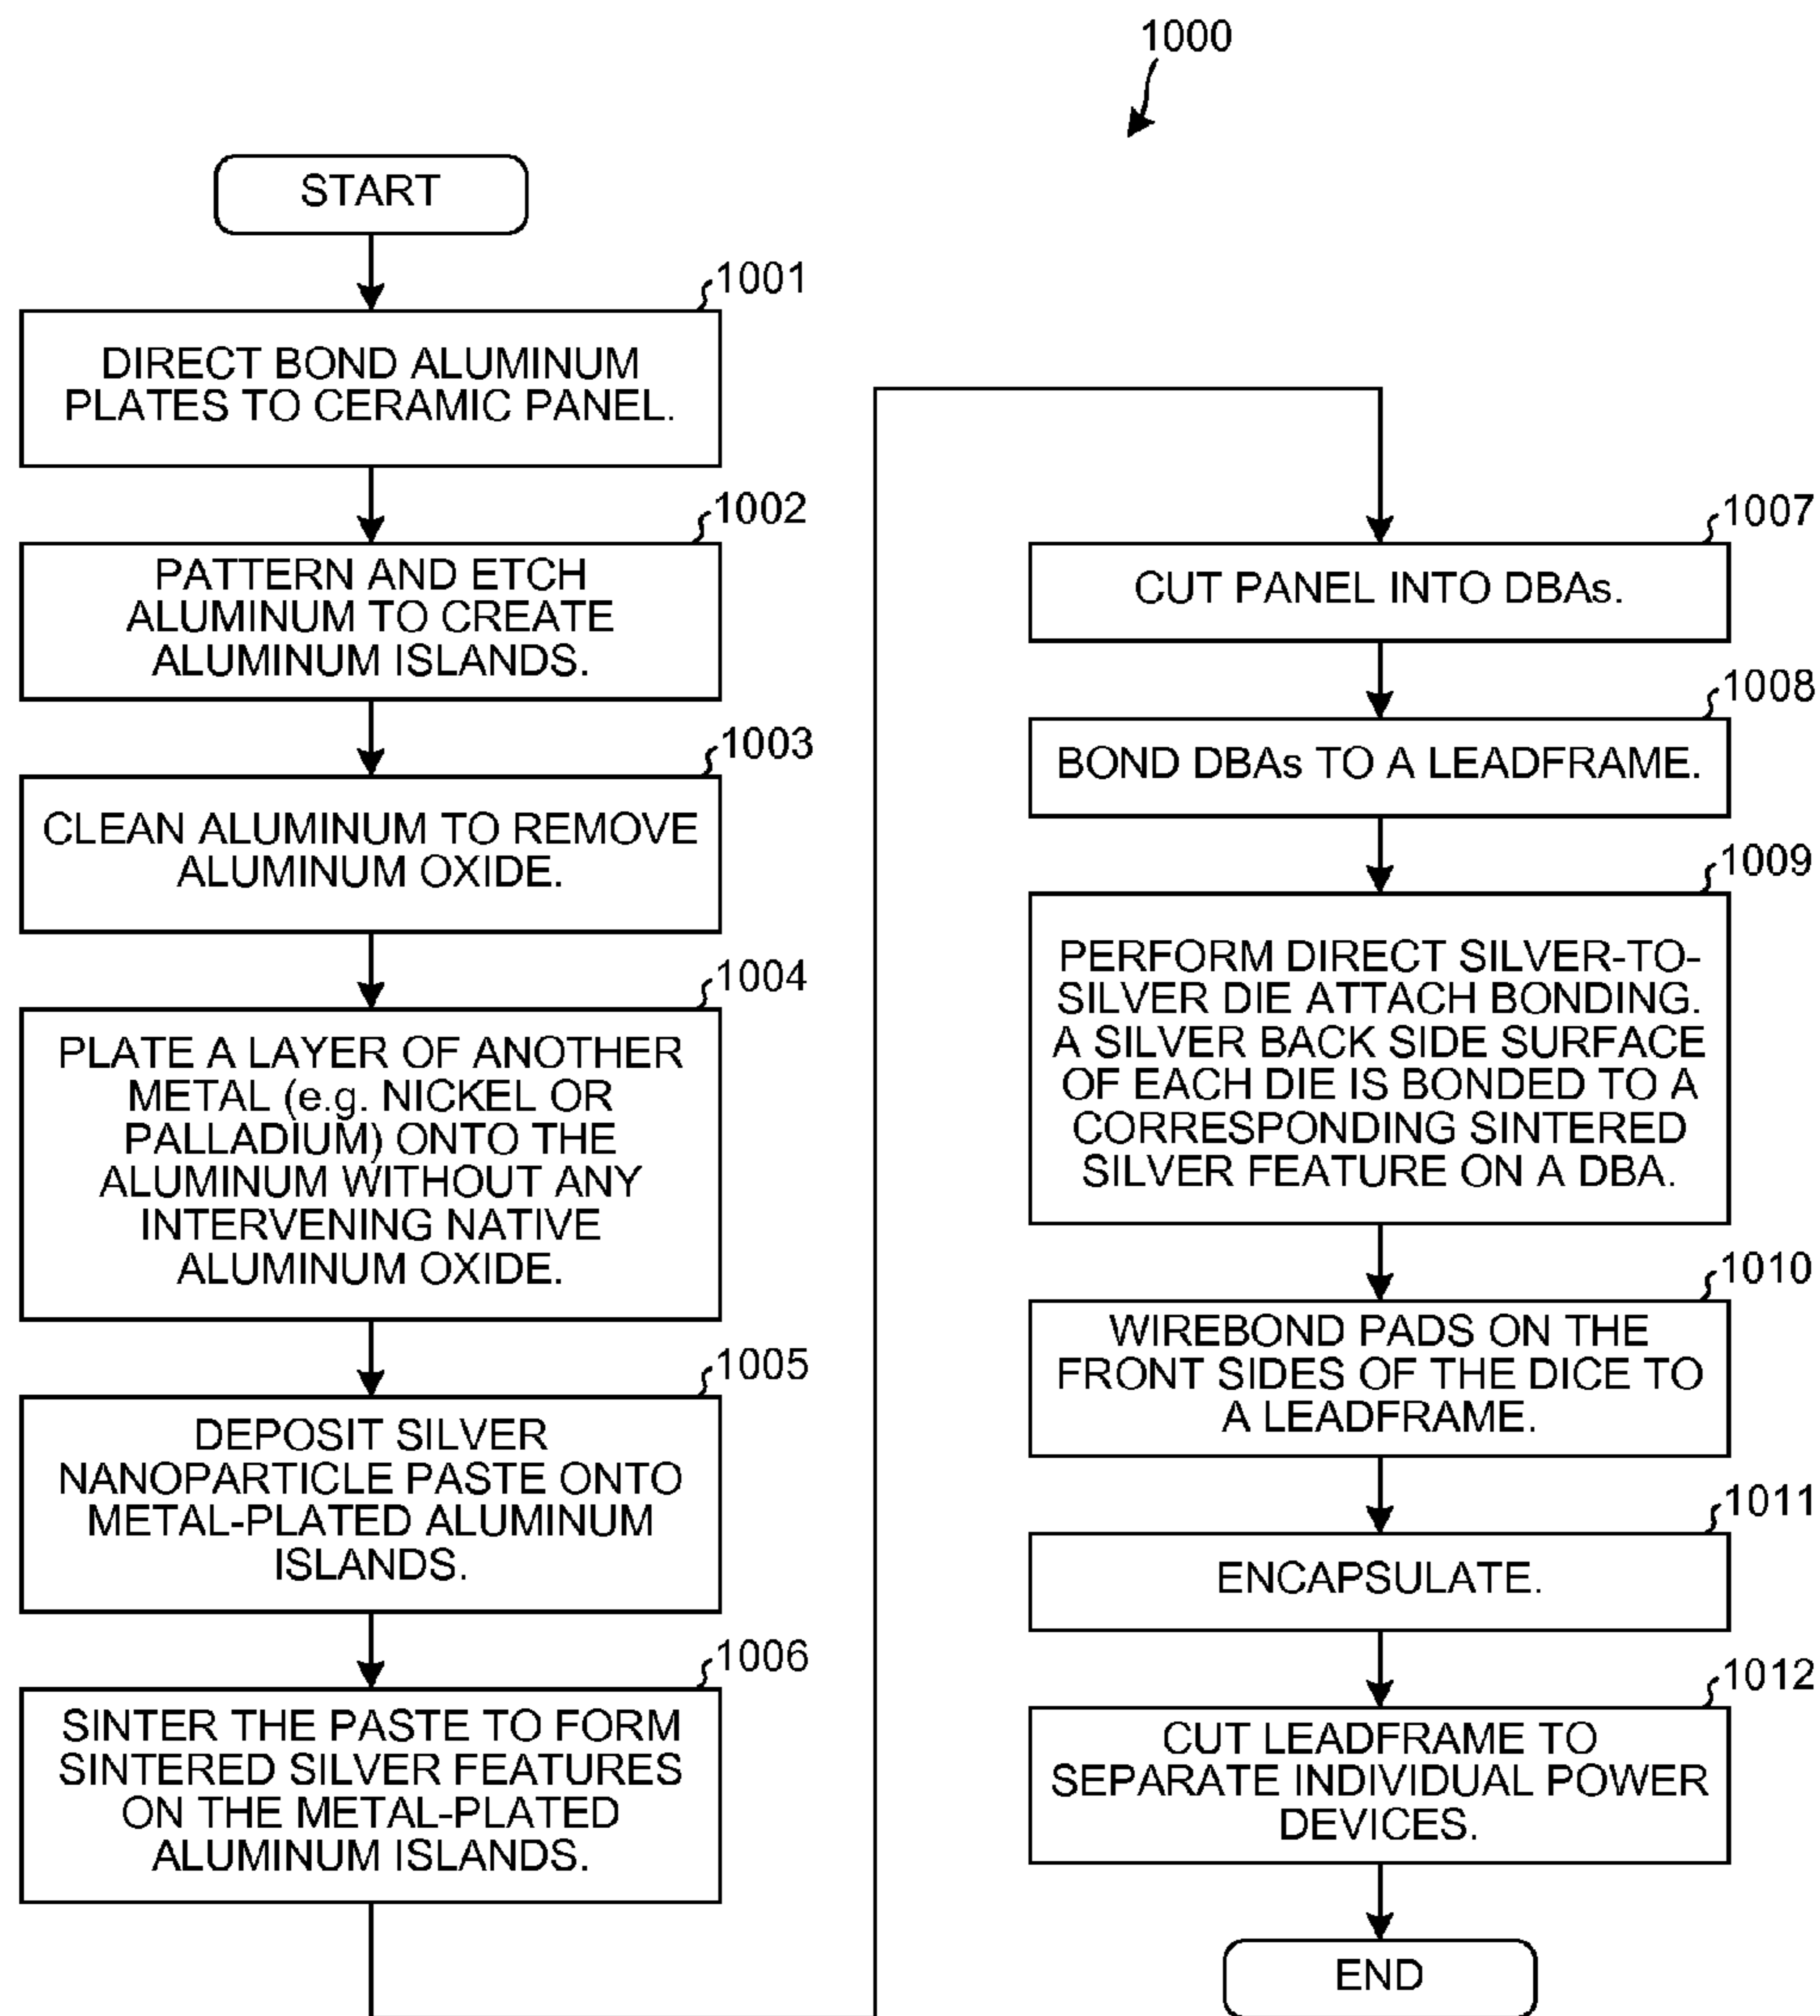 1000
START
1001
DIRECT BOND ALUMINUM
PLATES TO CERAMIC PANEL.
1002
PATTERN AND ETCH
ALUMINUM TO CREATE
ALUMINUM ISLANDS.
1003
CLEAN ALUMINUM TO REMOVE
ALUMINUM OXIDE.
1004
PLATE A LAYER OF ANOTHER
METAL (e.g. NICKEL OR
PALLADIUM) ONTO THE
ALUMINUM WITHOUT ANY
INTERVENING NATIVE
ALUMINUM OXIDE.
1005
DEPOSIT SILVER
NANOPARTICLE PASTE ONTO
METAL-PLATED ALUMINUM
ISLANDS.
1006
SINTER THE PASTE TO FORM
SINTERED SILVER FEATURES
ON THE METAL-PLATED
ALUMINUM ISLANDS.
1007
CUT PANEL INTO DBAs.
1008
BOND DBAs TO A LEADFRAME.
1009
PERFORM DIRECT SILVER-TO-
SILVER DIE ATTACH BONDING.
A SILVER BACK SIDE SURFACE
OF EACH DIE IS BONDED TO A
CORRESPONDING SINTERED
SILVER FEATURE ON A DBA.
1010
WIREBOND PADS ON THE
FRONT SIDES OF THE DICE TO
A LEADFRAME.
1011
ENCAPSULATE.
1012
CUT LEADFRAME TO
SEPARATE INDIVIDUAL POWER
DEVICES.
END